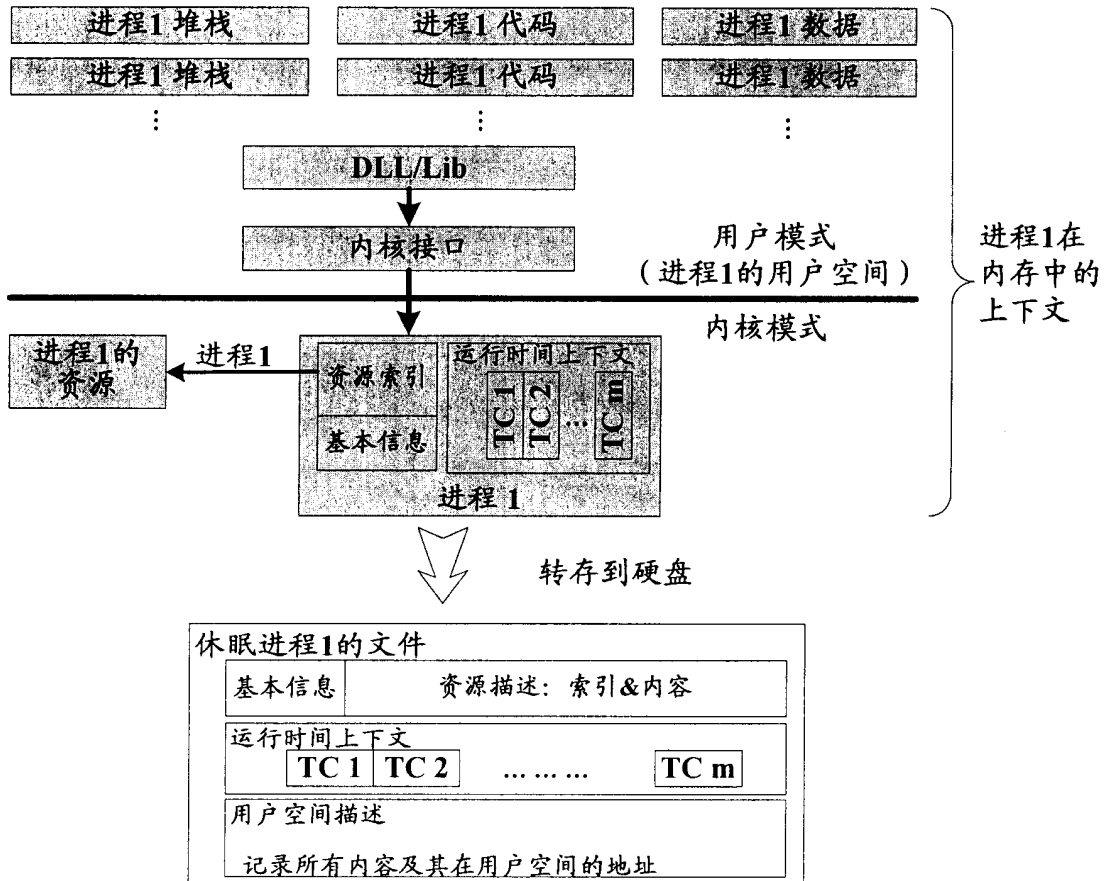 进程1 堆栈 进程1 代码 进程1 数据
进程1 堆栈 进程1 代码 进程1 数据
⋮ ⋮ ⋮
DLL/Lib
内核接口
用户模式
（进程1的用户空间）
内核模式
进程1在
内存中的
上下文
进程1的
资源
进程1
资源索引
基本信息
运行时间上下文
TC 1
TC 2
...
TC m
进程 1
转存到硬盘
休眠进程1的文件
基本信息 资源描述：索引&内容
运行时间上下文
TC 1 TC 2 ... ... ... TC m
用户空间描述
记录所有内容及其在用户空间的地址